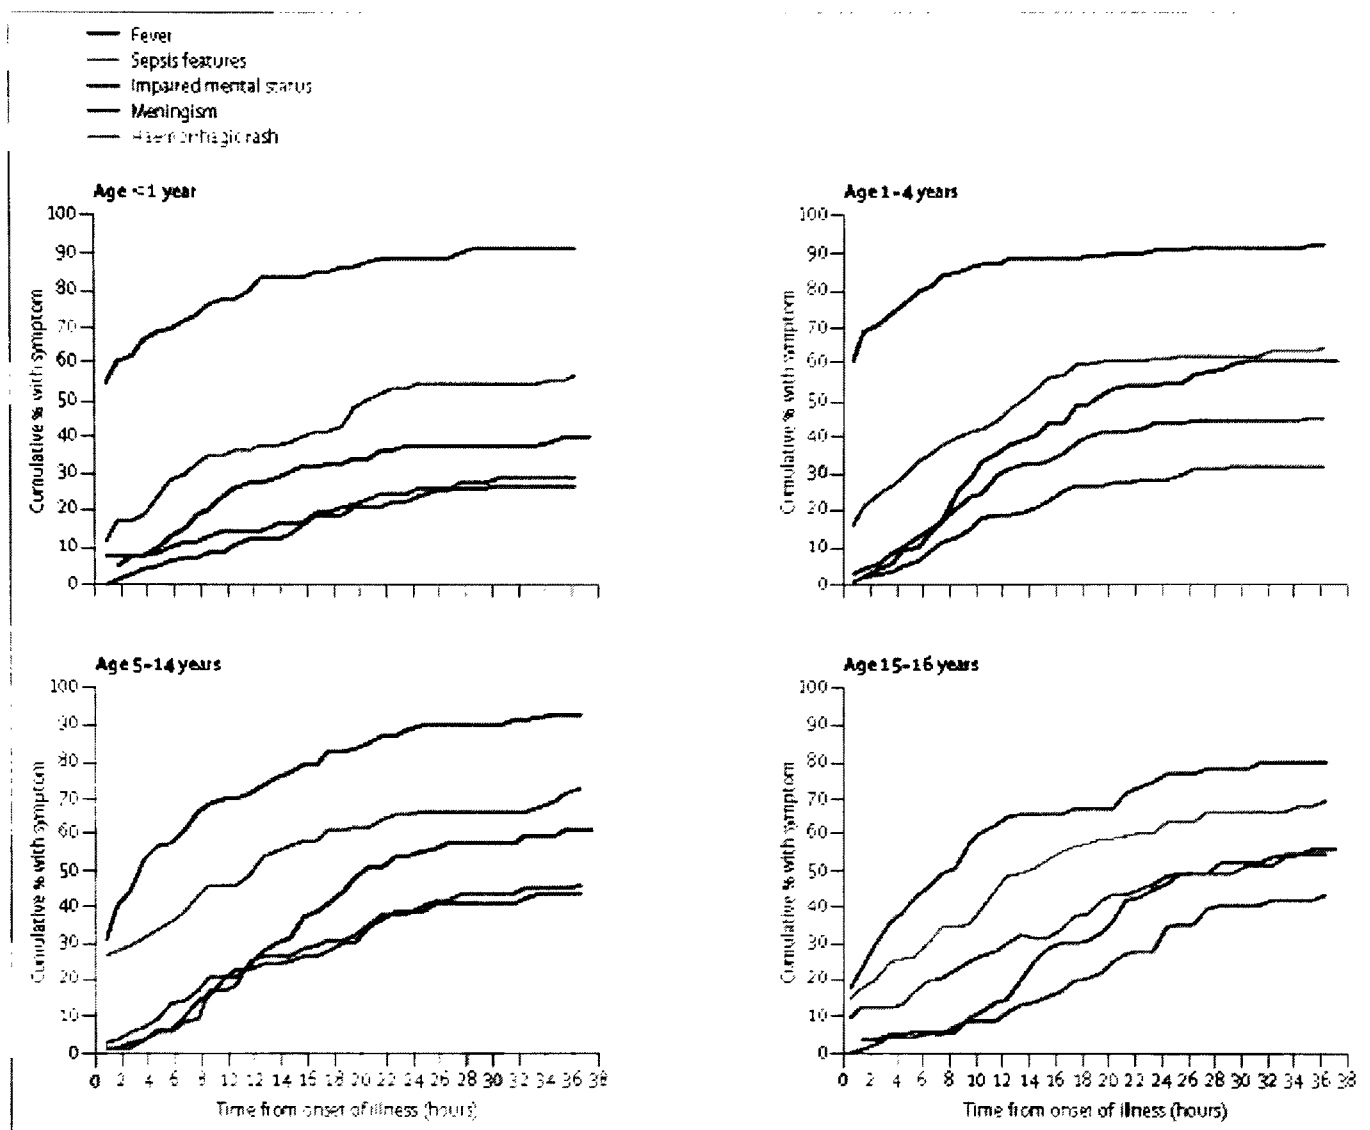 Fever
Sepsis features
Impaired mental status
Meningism
Haemorrhagic rash
Age <1 year
100
90
80
70
60
50
40
30
20
10
0
Cumulative % with symptom
Age 1-4 years
100
90
80
70
60
50
40
30
20
10
0
Cumulative % with symptom
Age 5-14 years
100
90
80
70
60
50
40
30
20
10
0
Cumulative % with symptom
0 2 4 6 8 10 12 14 16 18 20 22 24 26 28 30 32 34 36 38
Time from onset of illness (hours)
Age 15-16 years
100
90
80
70
60
50
40
30
20
10
0
Cumulative % with symptom
0 2 4 6 8 10 12 14 16 18 20 22 24 26 28 30 32 34 36 38
Time from onset of illness (hours)